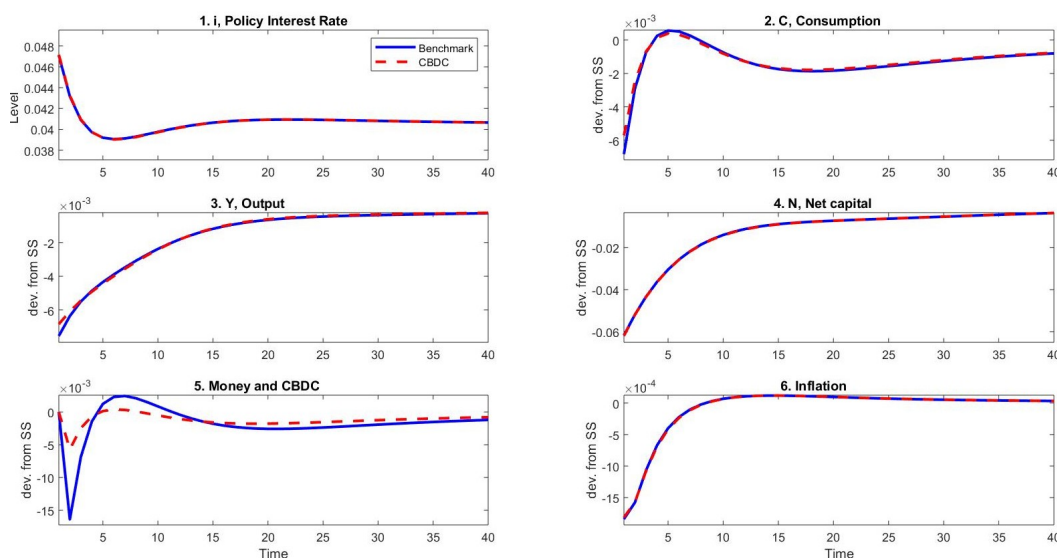 1. i, Policy Interest Rate
Level
0.048
0.046
0.044
0.042
0.04
0.038
Benchmark
CBDC
5 10 15 20 25 30 35 40
2. C, Consumption
×10⁻³
dev. from SS
0
-2
-4
-6
5 10 15 20 25 30 35 40
3. Y, Output
×10⁻³
dev. from SS
-2
-4
-6
5 10 15 20 25 30 35 40
4. N, Net capital
dev. from SS
-0.02
-0.04
-0.06
5 10 15 20 25 30 35 40
5. Money and CBDC
×10⁻³
dev. from SS
0
-5
-10
-15
5 10 15 20 25 30 35 40
Time
6. Inflation
×10⁻⁴
dev. from SS
0
-5
-10
-15
5 10 15 20 25 30 35 40
Time